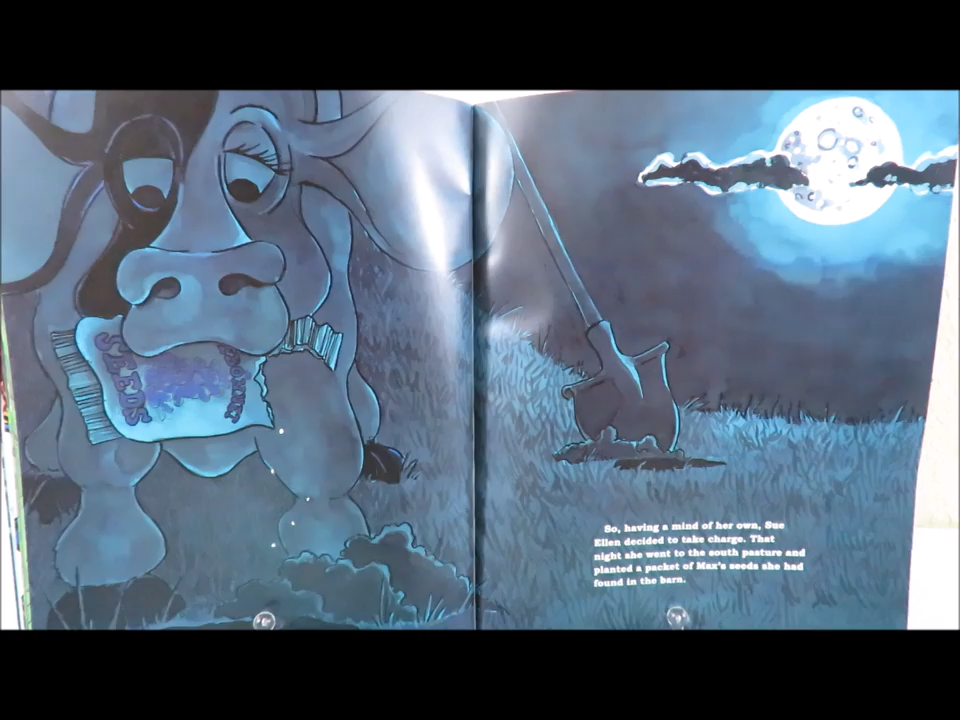 SEEDS
So, having a mind of her own, Sue
Ellen decided to take charge. That
night she went to the south pasture and
planted a packet of Max's seeds she had
found in the barn.